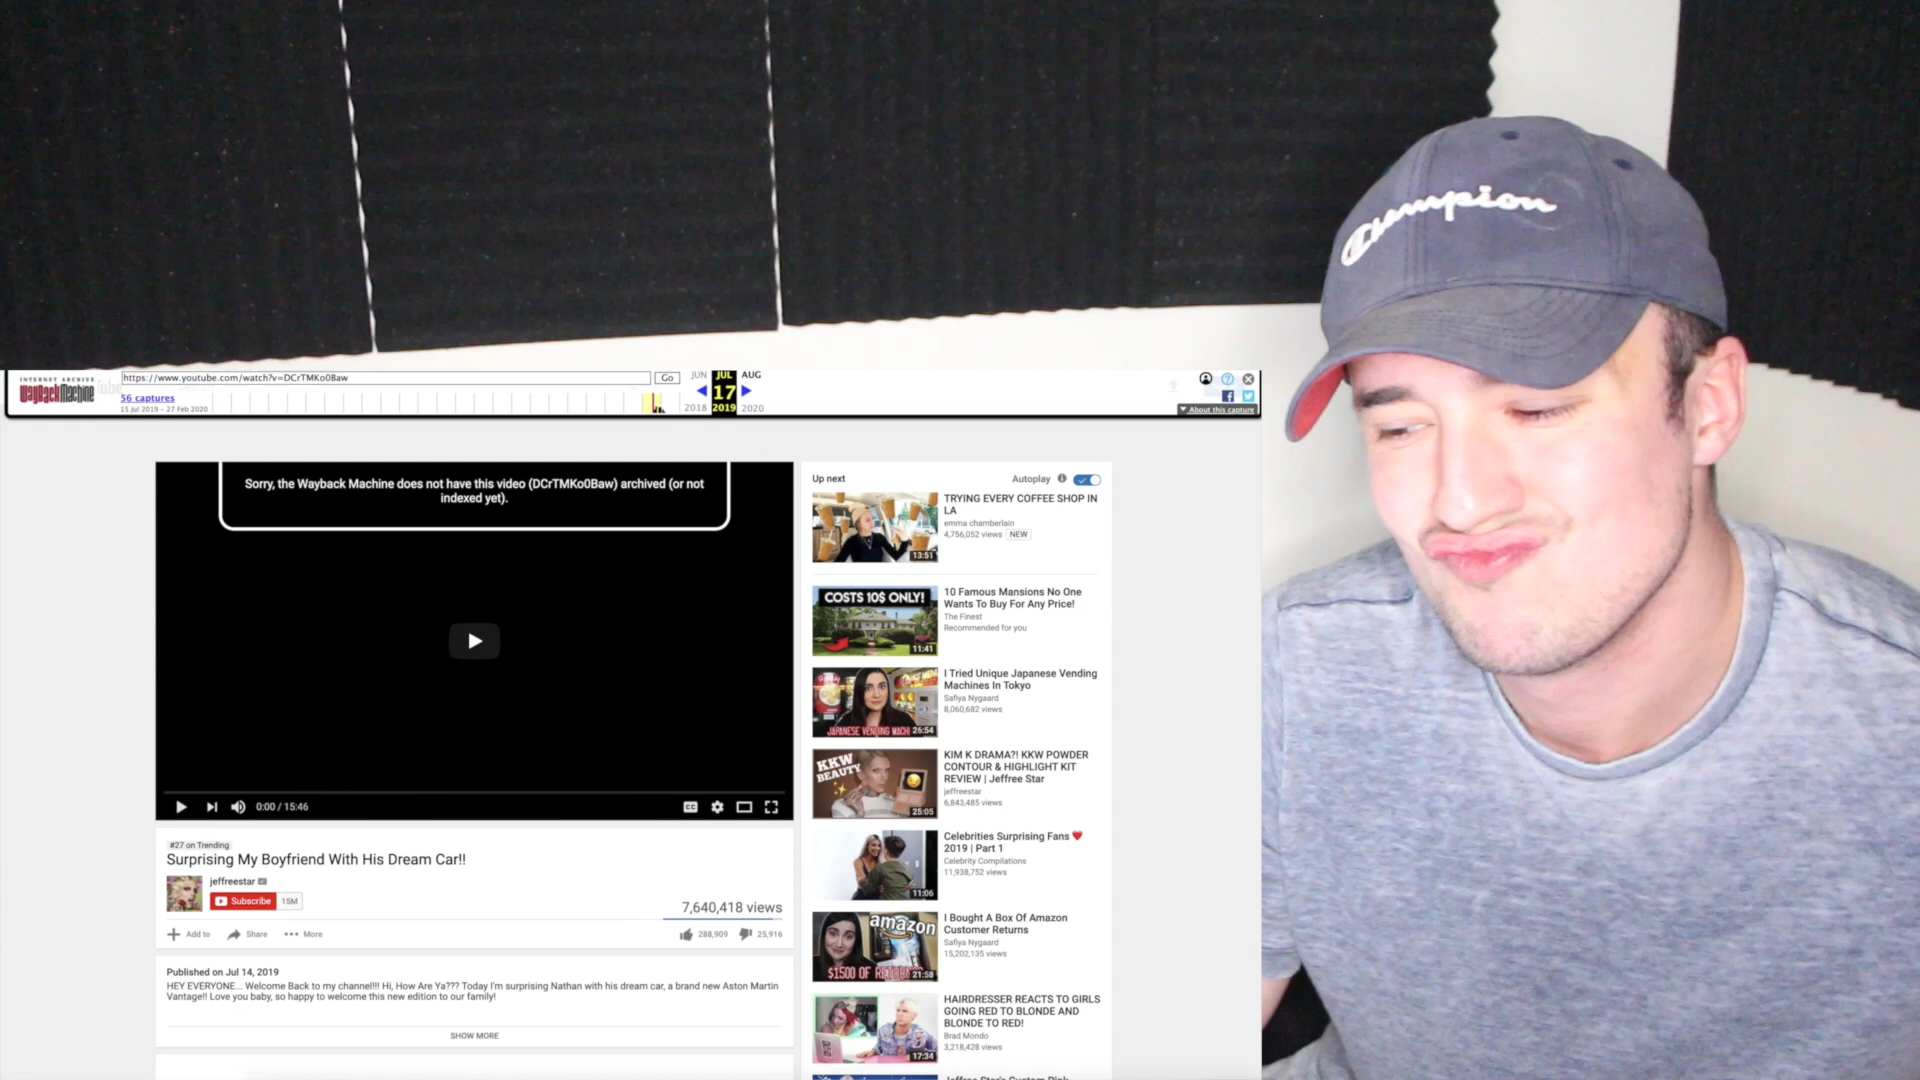 Champion
INTERNET ARCHIVE
WayBackMachine
https://www.youtube.com/watch?v=DCrTMKo0Baw
Go
JUN
JUL
AUG
56 captures
15 Jul 2019 – 27 Feb 2020
17
2018
2019
2020
About this capture
Sorry, the Wayback Machine does not have this video (DCrTMKo0Baw) archived (or not
indexed yet).
0:00 / 15:46
#27 on Trending
Surprising My Boyfriend With His Dream Car!!
jeffreestar
Subscribe
15M
7,640,418 views
Add to
Share
More
288,909
25,916
Published on Jul 14, 2019
HEY EVERYONE... Welcome Back to my channel!!! Hi, How Are Ya??? Today I'm surprising Nathan with his dream car, a brand new Aston Martin
Vantage!! Love you baby, so happy to welcome this new edition to our family!
SHOW MORE
Up next
Autoplay
TRYING EVERY COFFEE SHOP IN
LA
emma chamberlain
4,756,052 views NEW
13:51
COSTS 10$ ONLY!
11:41
10 Famous Mansions No One
Wants To Buy For Any Price!
The Finest
Recommended for you
JAPANESE VENDING MACHI
26:54
I Tried Unique Japanese Vending
Machines In Tokyo
Safiya Nygaard
8,060,682 views
KKW
BEAUTY
25:05
KIM K DRAMA?! KKW POWDER
CONTOUR & HIGHLIGHT KIT
REVIEW | Jeffree Star
jeffreestar
6,843,485 views
11:06
Celebrities Surprising Fans ❤️
2019 | Part 1
Celebrity Compilations
11,938,752 views
amazon
$1500 OF RETURN
21:58
I Bought A Box Of Amazon
Customer Returns
Safiya Nygaard
15,202,135 views
17:34
HAIRDRESSER REACTS TO GIRLS
GOING RED TO BLONDE AND
BLONDE TO RED!
Brad Mondo
3,218,428 views
Jeffree Star's Custom Pink